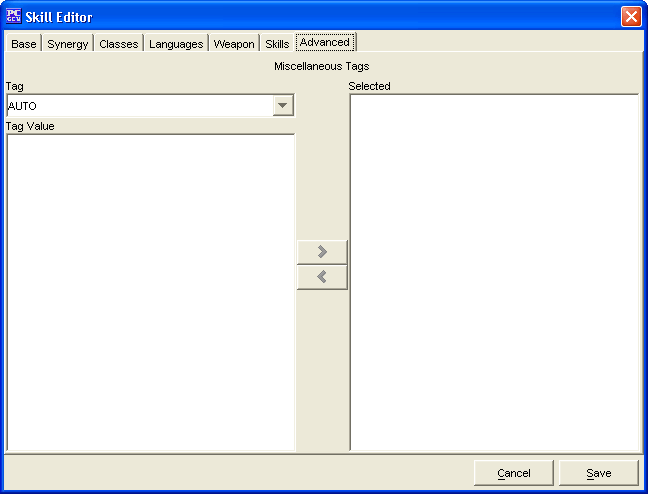 PC GEN Skill Editor
Base Synergy Classes Languages Weapon Skills Advanced
Miscellaneous Tags
Tag Selected
AUTO
Tag Value
Cancel Save